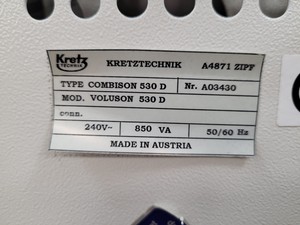 Kretz
TECHNIK
KRETZTECHNIK A4871 ZIPF
TYPE COMBISON 530 D Nr. A03430
MOD. VOLUSON 530 D
conn.
240V~ 850 VA 50/60 Hz
MADE IN AUSTRIA